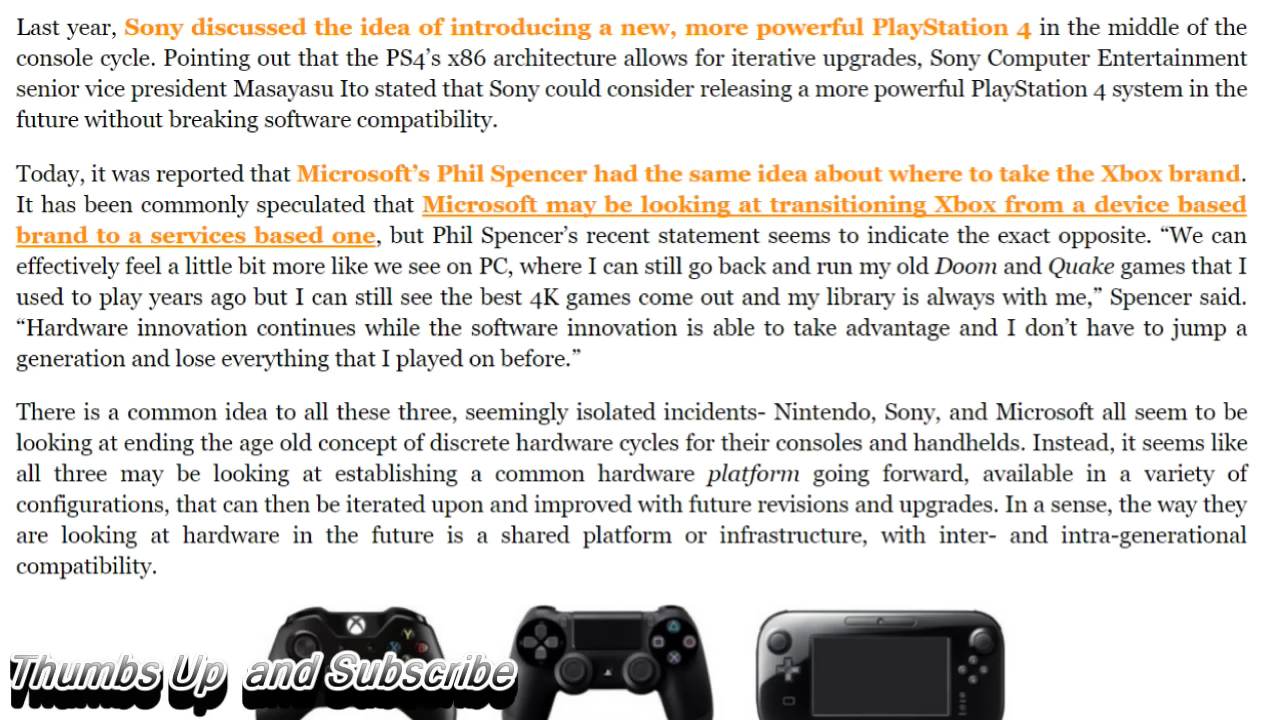 Last year, Sony discussed the idea of introducing a new, more powerful PlayStation 4 in the middle of the
console cycle. Pointing out that the PS4’s x86 architecture allows for iterative upgrades, Sony Computer Entertainment
senior vice president Masayasu Ito stated that Sony could consider releasing a more powerful PlayStation 4 system in the
future without breaking software compatibility.
Today, it was reported that Microsoft’s Phil Spencer had the same idea about where to take the Xbox brand.
It has been commonly speculated that Microsoft may be looking at transitioning Xbox from a device based
brand to a services based one, but Phil Spencer’s recent statement seems to indicate the exact opposite. “We can
effectively feel a little bit more like we see on PC, where I can still go back and run my old Doom and Quake games that I
used to play years ago but I can still see the best 4K games come out and my library is always with me,” Spencer said.
“Hardware innovation continues while the software innovation is able to take advantage and I don’t have to jump a
generation and lose everything that I played on before.”
There is a common idea to all these three, seemingly isolated incidents- Nintendo, Sony, and Microsoft all seem to be
looking at ending the age old concept of discrete hardware cycles for their consoles and handhelds. Instead, it seems like
all three may be looking at establishing a common hardware platform going forward, available in a variety of
configurations, that can then be iterated upon and improved with future revisions and upgrades. In a sense, the way they
are looking at hardware in the future is a shared platform or infrastructure, with inter- and intra-generational
compatibility.
Thumbs Up and Subscribe